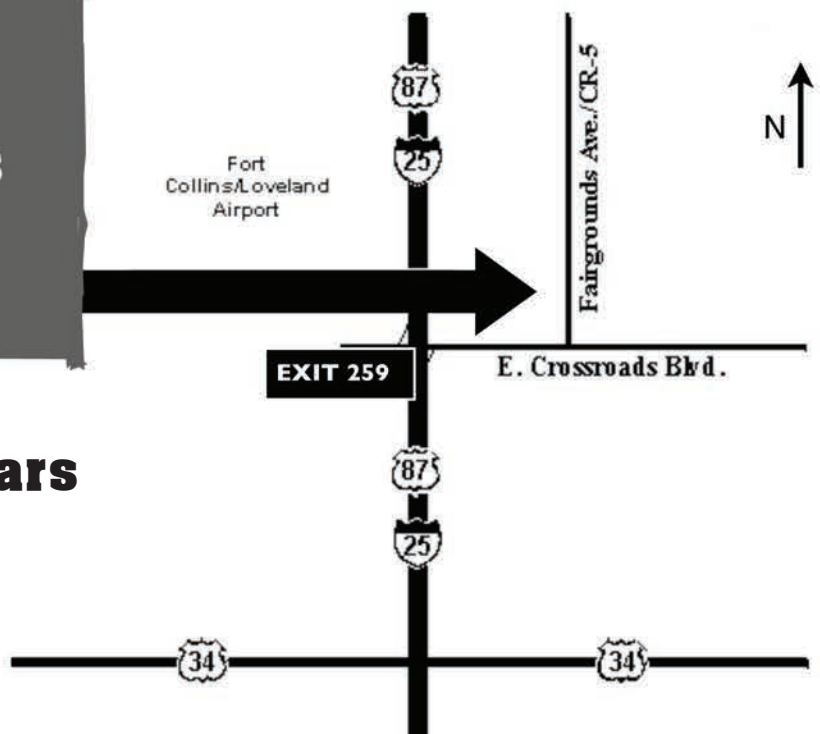 87
25
Fort
Collins/Loveland
Airport
Fairgrounds Ave./CR-5
N
EXIT 259
E. Crossroads Blvd.
ars
87
25
34
34